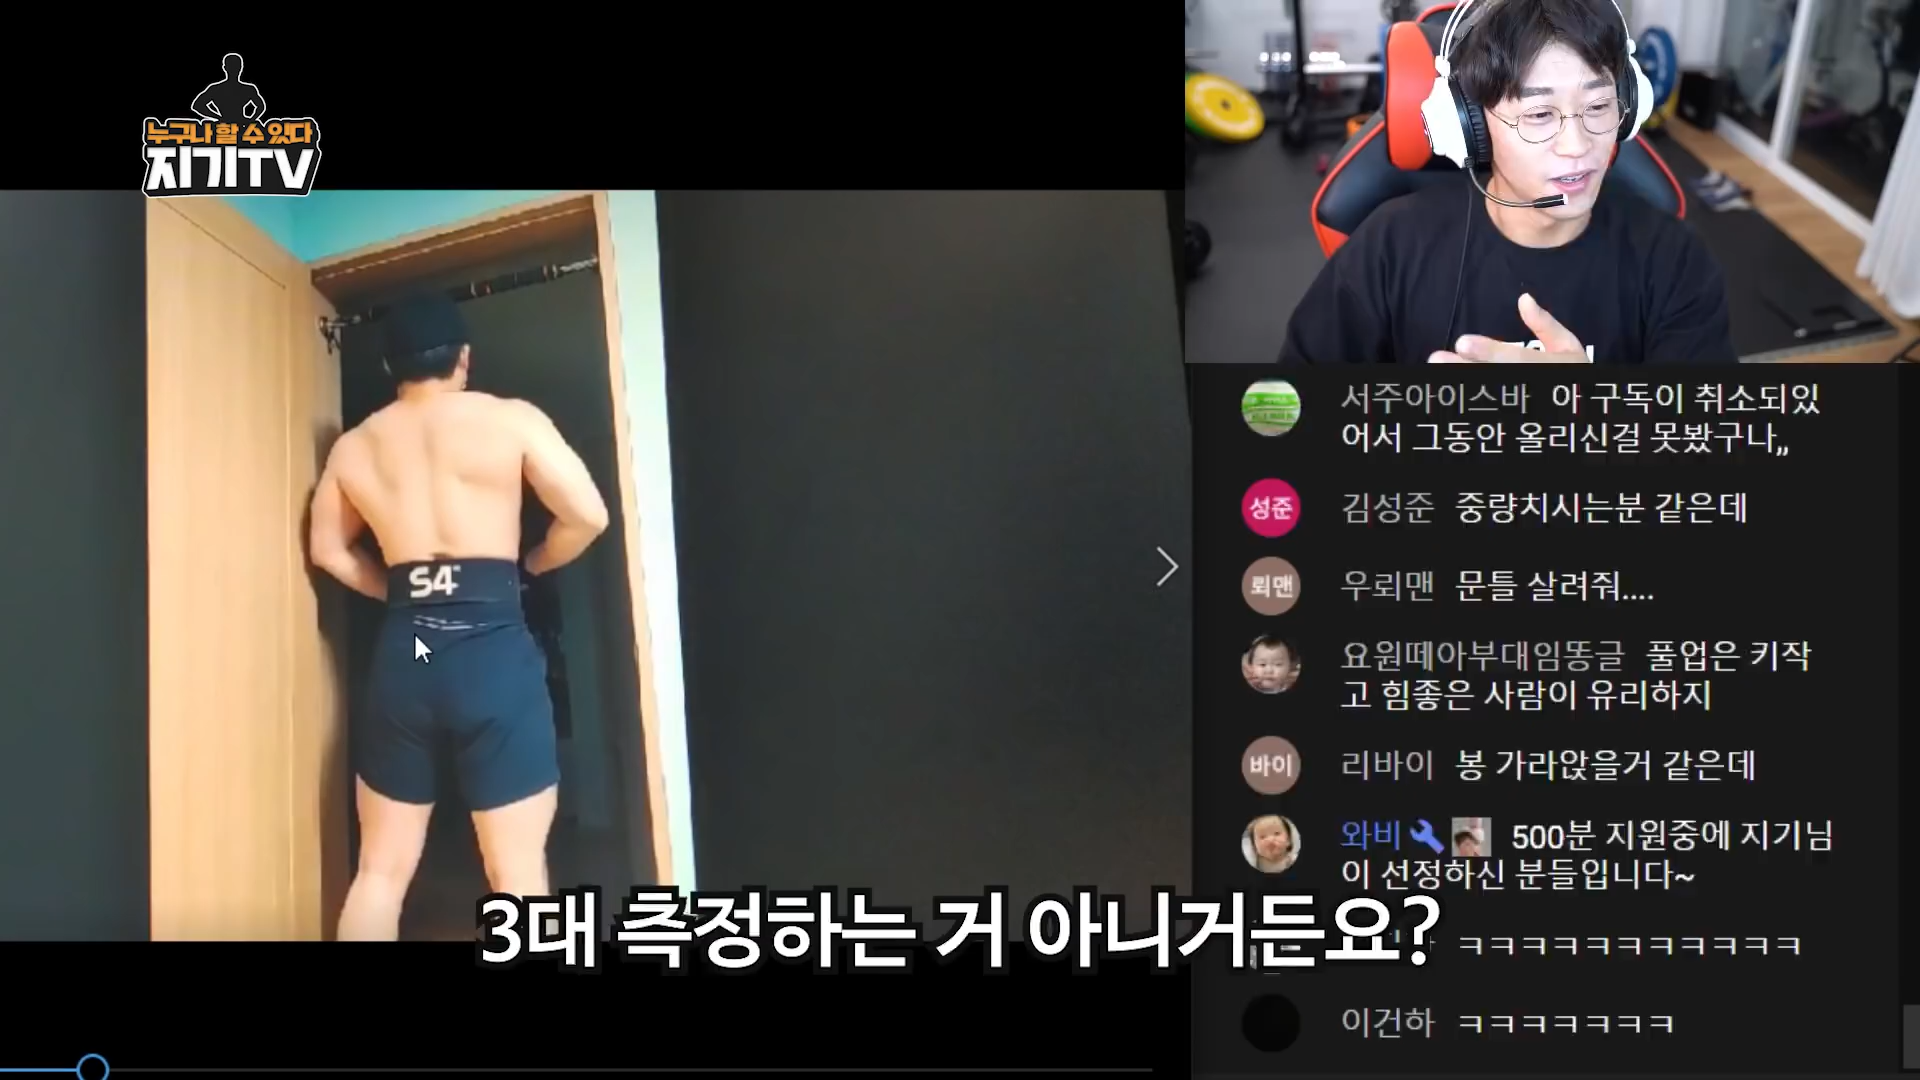 누구나 할 수 있다
지기TV
S4
서주아이스바 아 구독이 취소되있
어서 그동안 올리신걸 못봤구나,,
성준 김성준 중량치시는분 같은데
뢰맨 우뢰맨 문틀 살려줘....
요원떼아부대임똥글 풀업은 키작
고 힘좋은 사람이 유리하지
바이 리바이 봉 가라앉을거 같은데
와비 500분 지원중에 지기님
이 선정하신 분들입니다~
3대 측정하는 거 아니거든요?
ㅋㅋㅋㅋㅋㅋㅋㅋㅋㅋㅋ
이건하 ㅋㅋㅋㅋㅋㅋㅋ